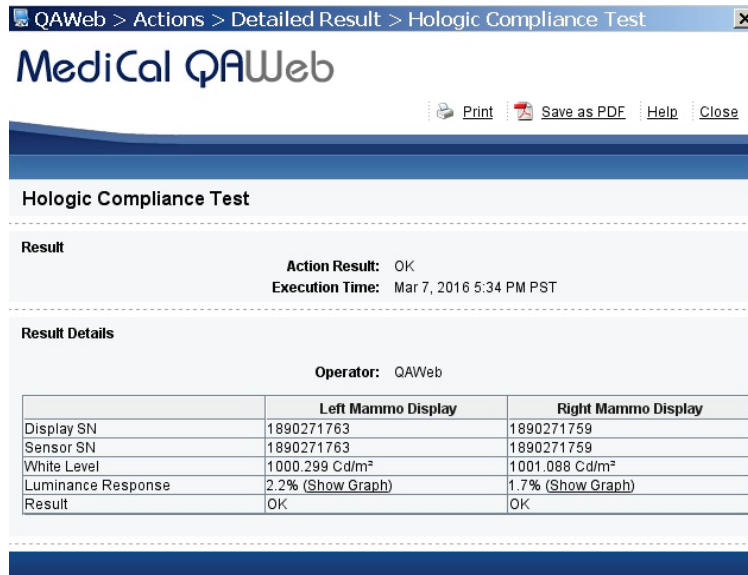 QAWeb > Actions > Detailed Result > Hologic Compliance Test
MediCal QAWeb
Print Save as PDF Help Close
Hologic Compliance Test
Result
Action Result: OK
Execution Time: Mar 7, 2016 5:34 PM PST
Result Details
Operator: QAWeb
Left Mammo Display Right Mammo Display
Display SN 1890271763 1890271759
Sensor SN 1890271763 1890271759
White Level 1000.299 Cd/m² 1001.088 Cd/m²
Luminance Response 2.2% (Show Graph) 1.7% (Show Graph)
Result OK OK